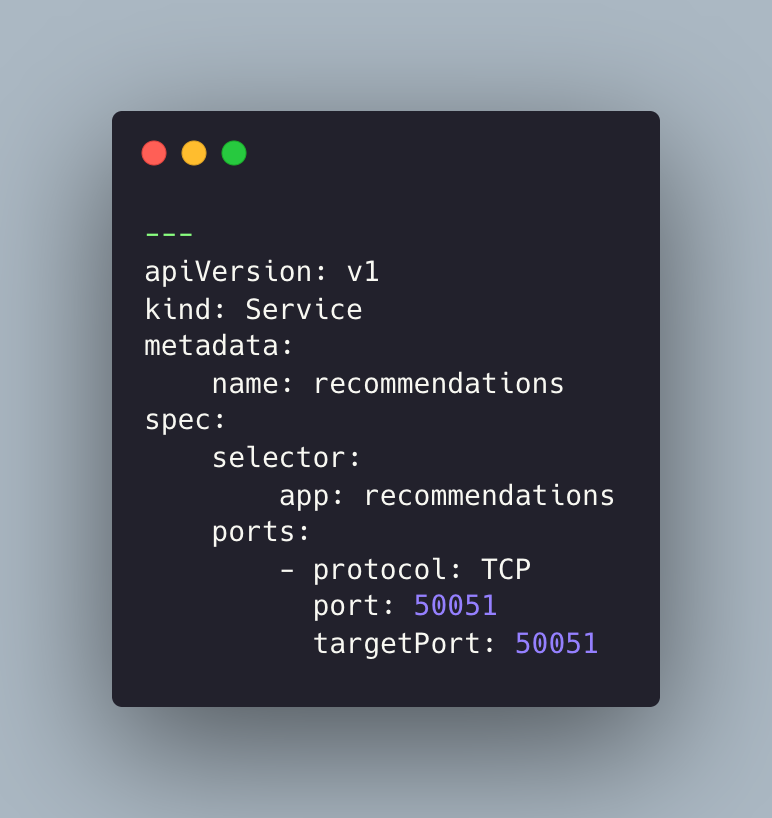 ---
apiVersion: v1
kind: Service
metadata:
    name: recommendations
spec:
    selector:
        app: recommendations
    ports:
        - protocol: TCP
          port: 50051
          targetPort: 50051